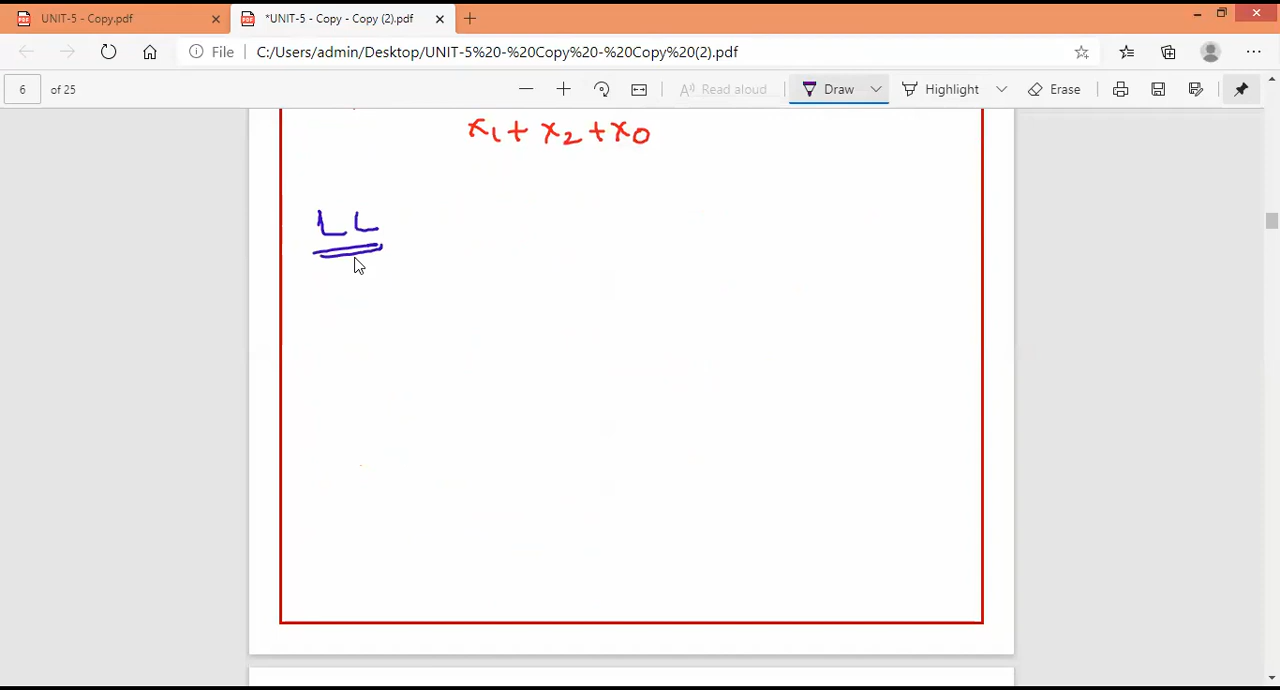 UNIT-5 - Copy.pdf
*UNIT-5 - Copy - Copy (2).pdf
File
C:/Users/admin/Desktop/UNIT-5%20-%20Copy%20-%20Copy%20(2).pdf
6 of 25
Read aloud
Draw
Highlight
Erase
x₁ + x₂ + x₀
LL